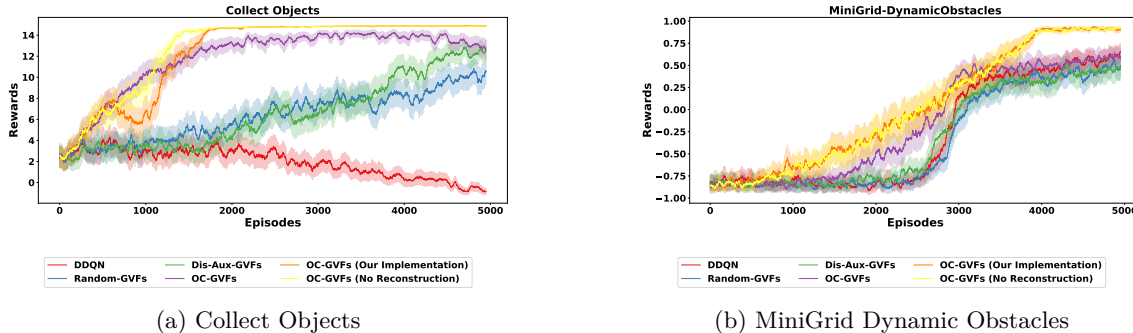 Collect Objects
Rewards
14
12
10
8
6
4
2
0
0 1000 2000 3000 4000 5000
Episodes
DDQN Dis-Aux-GVFs OC-GVFs (Our Implementation)
Random-GVFs OC-GVFs OC-GVFs (No Reconstruction)
(a) Collect Objects
MiniGrid-DynamicObstacles
Rewards
1.00
0.75
0.50
0.25
0.00
−0.25
−0.50
−0.75
−1.00
0 1000 2000 3000 4000 5000
Episodes
DDQN Dis-Aux-GVFs OC-GVFs (Our Implementation)
Random-GVFs OC-GVFs OC-GVFs (No Reconstruction)
(b) MiniGrid Dynamic Obstacles